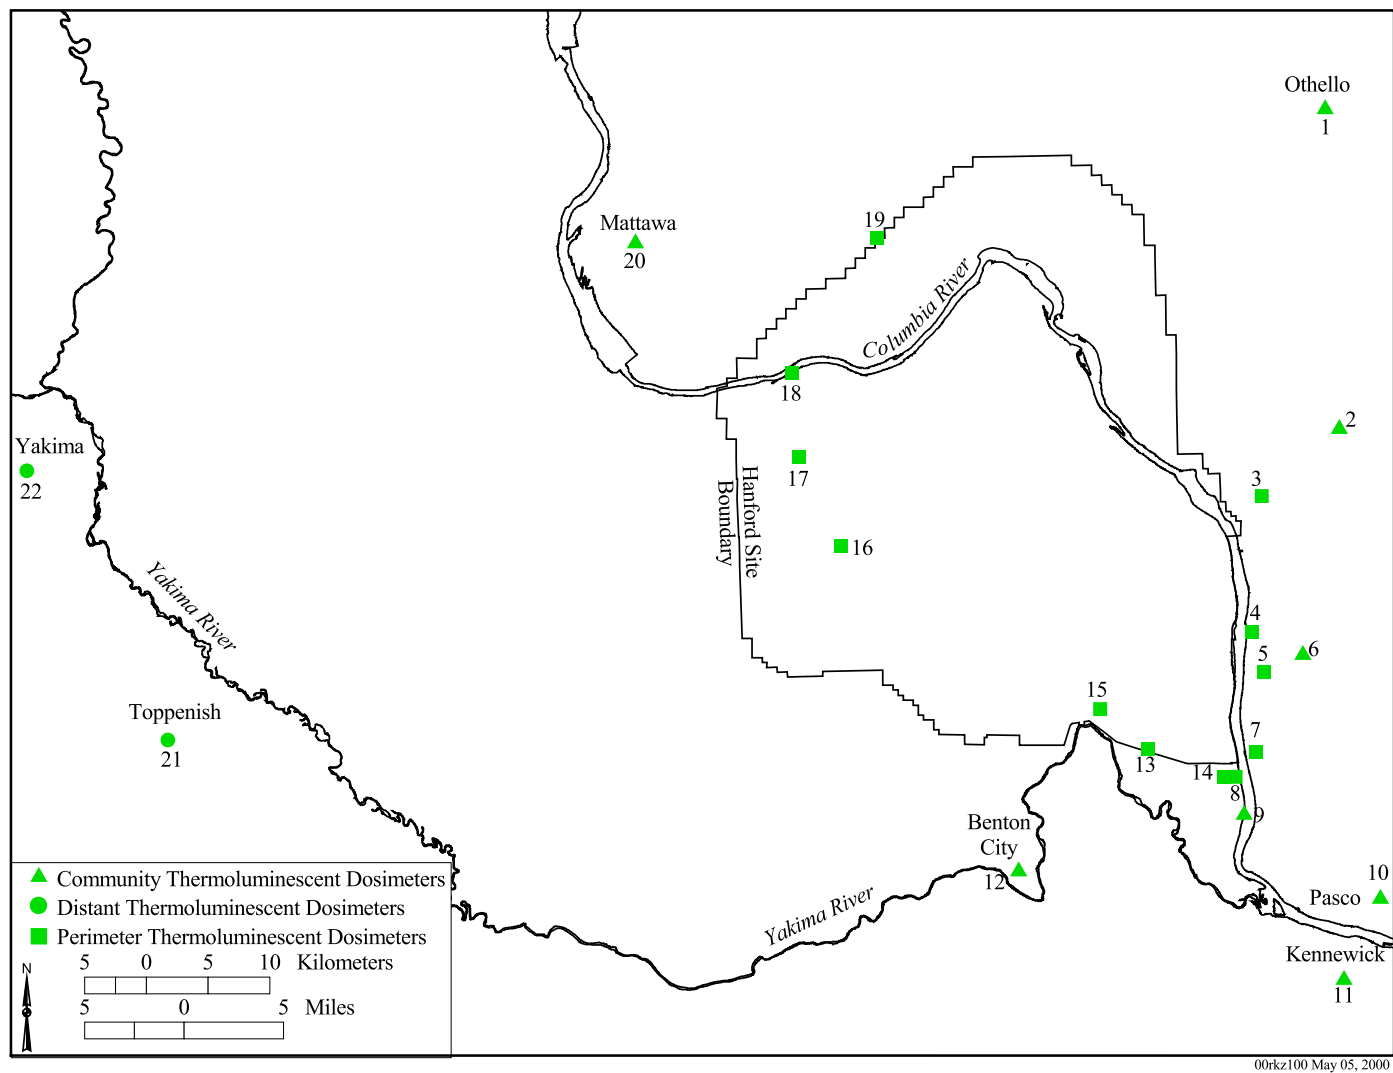 Othello
1
Mattawa
20
19
Columbia River
18
2
Yakima
22
17
Hanford Site
Boundary
3
16
Yakima River
4
5
6
Toppenish
21
15
7
13
14
8
9
Benton
City
12
10
Pasco
Yakima River
Kennewick
11
Community Thermoluminescent Dosimeters
Distant Thermoluminescent Dosimeters
Perimeter Thermoluminescent Dosimeters
N
5 0 5 10 Kilometers
5 0 5 Miles
00rkz100 May 05, 2000